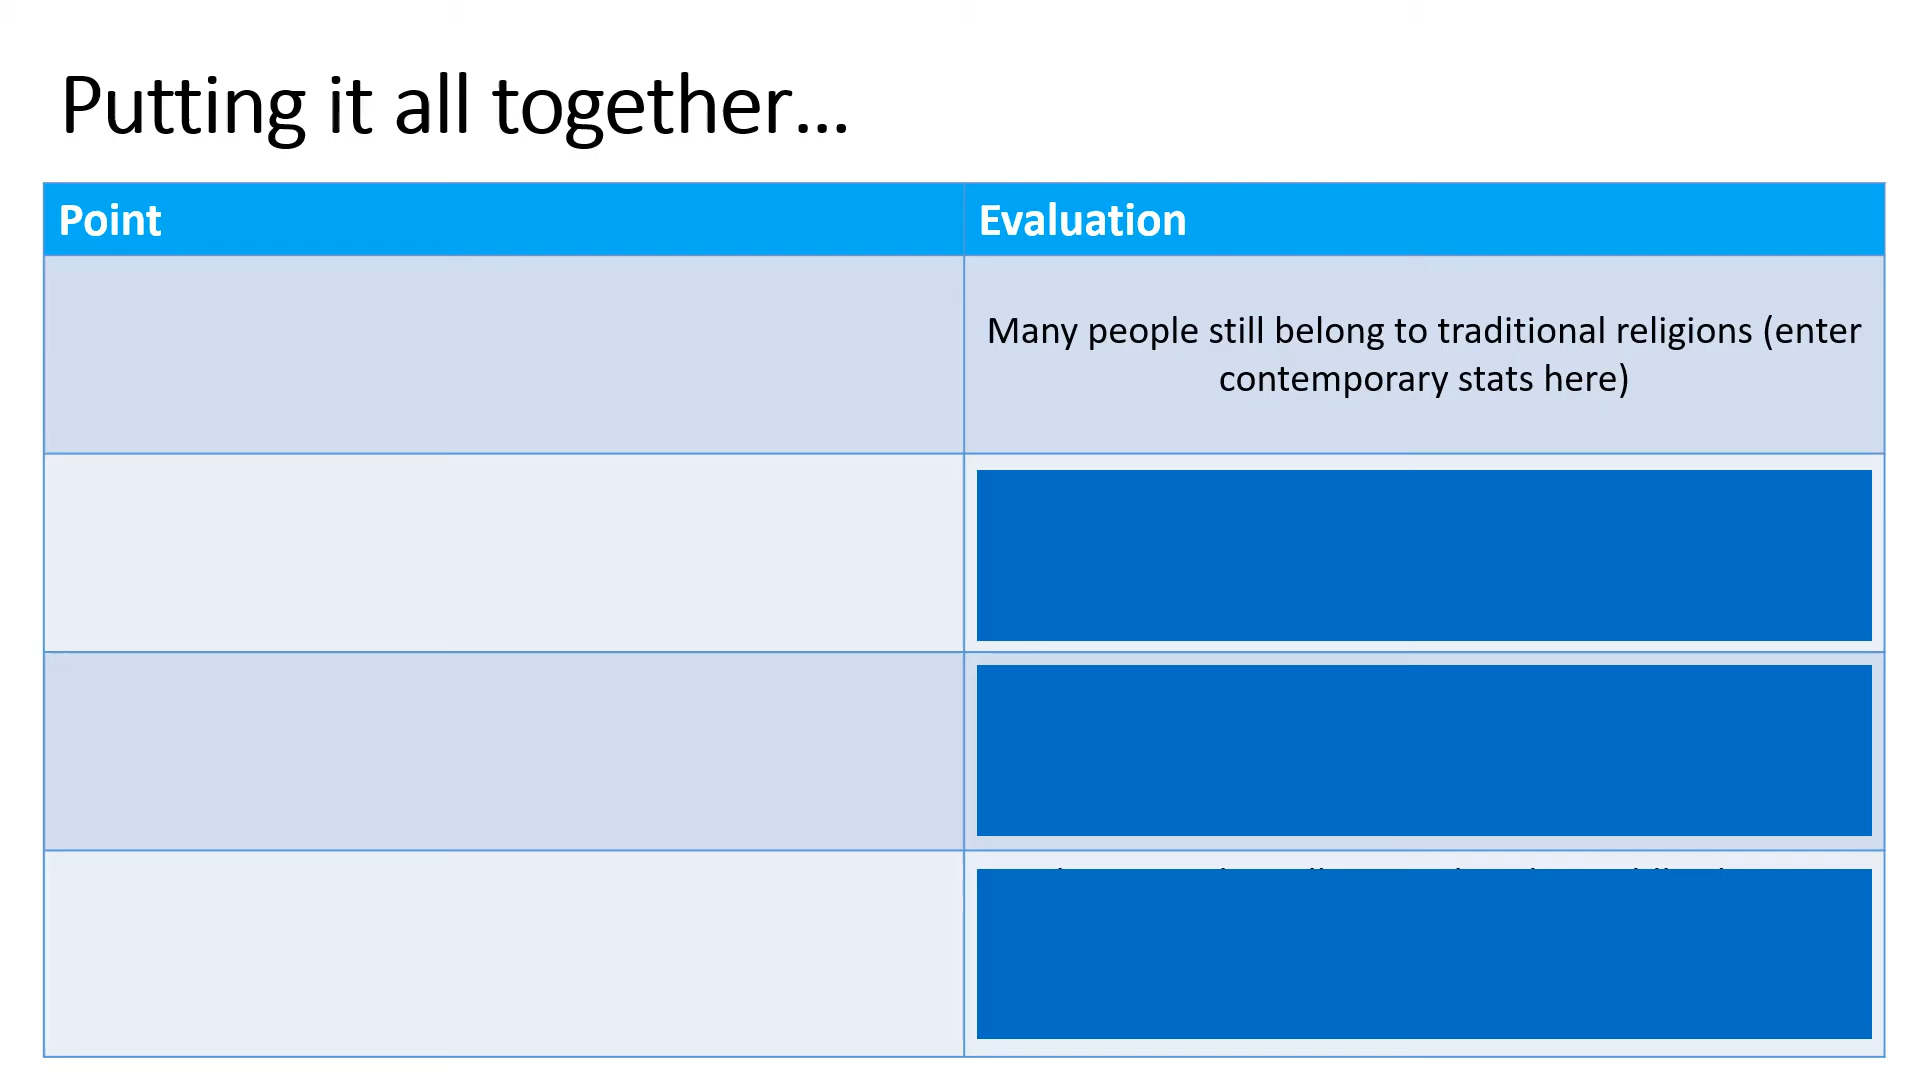 Putting it all together...
Point
Evaluation
Many people still belong to traditional religions (enter
contemporary stats here)